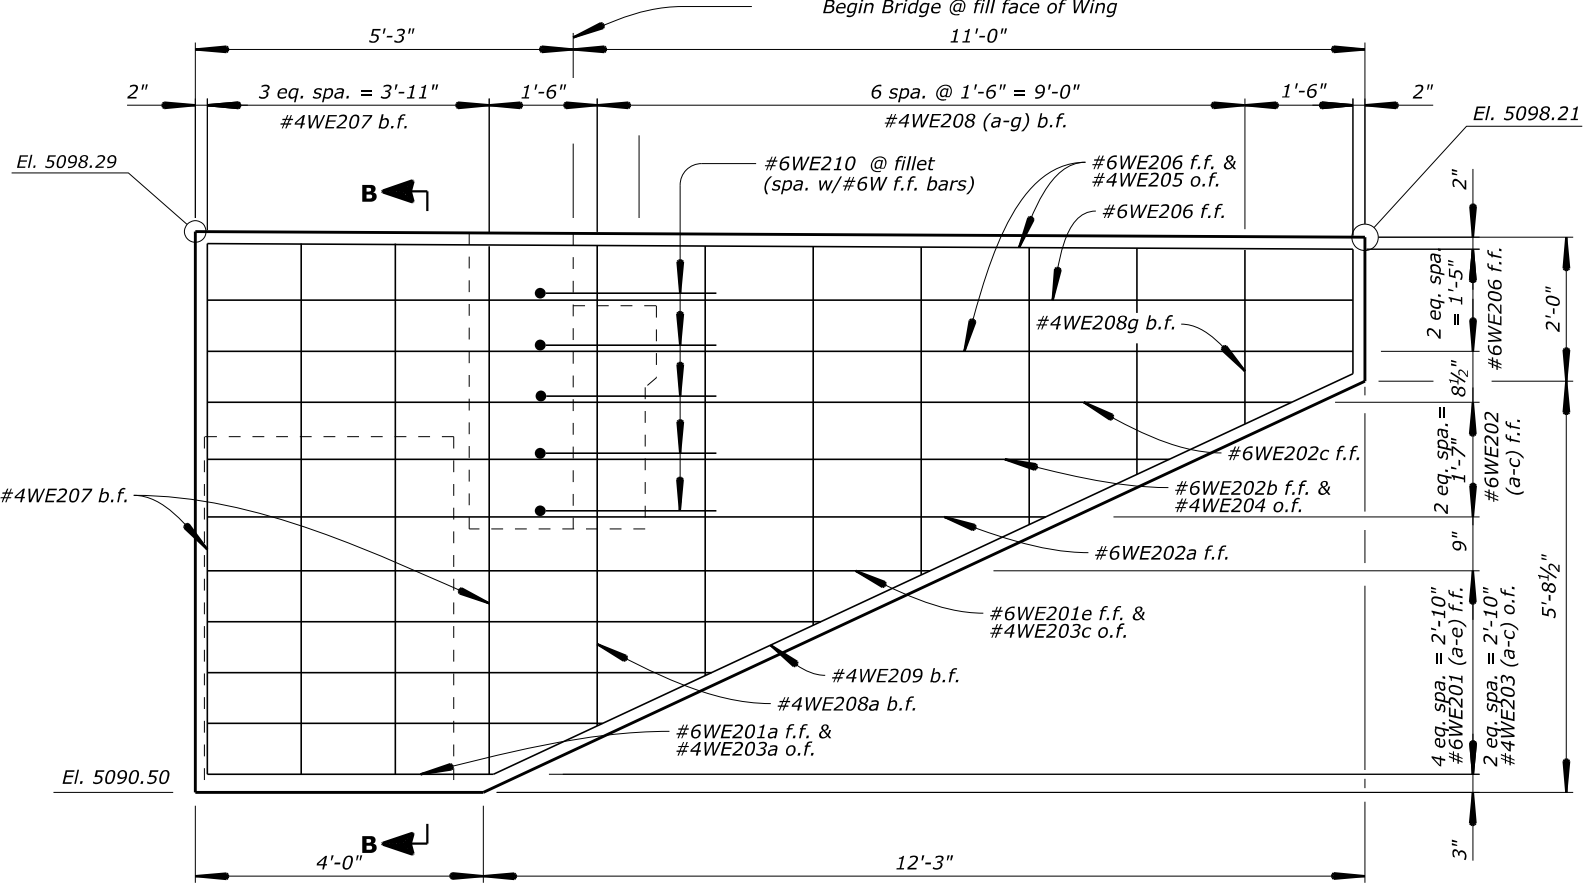 Begin Bridge @ fill face of Wing
5'-3"
11'-0"
2"
3 eq. spa. = 3'-11"
1'-6"
6 spa. @ 1'-6" = 9'-0"
1'-6"
2"
#4WE207 b.f.
#4WE208 (a-g) b.f.
El. 5098.21
El. 5098.29
B
#6WE210 @ fillet
(spa. w/#6W f.f. bars)
#6WE206 f.f. &
#4WE205 o.f.
#6WE206 f.f.
2"
2 eq. spa.
= 1'-5"
#6WE206 f.f.
2'-0"
#4WE208g b.f.
8½"
2 eq. spa.=
1'-7"
#6WE202
(a-c) f.f.
#6WE202c f.f.
#6WE202b f.f. &
#4WE204 o.f.
#4WE207 b.f.
#6WE202a f.f.
9"
5'-8½"
#6WE201e f.f. &
#4WE203c o.f.
4 eq. spa. = 2'-10"
#6WE201 (a-e) f.f.
2 eq. spa. = 2'-10"
#4WE203 (a-c) o.f.
#4WE209 b.f.
#4WE208a b.f.
#6WE201a f.f. &
#4WE203a o.f.
El. 5090.50
B
3"
4'-0"
12'-3"